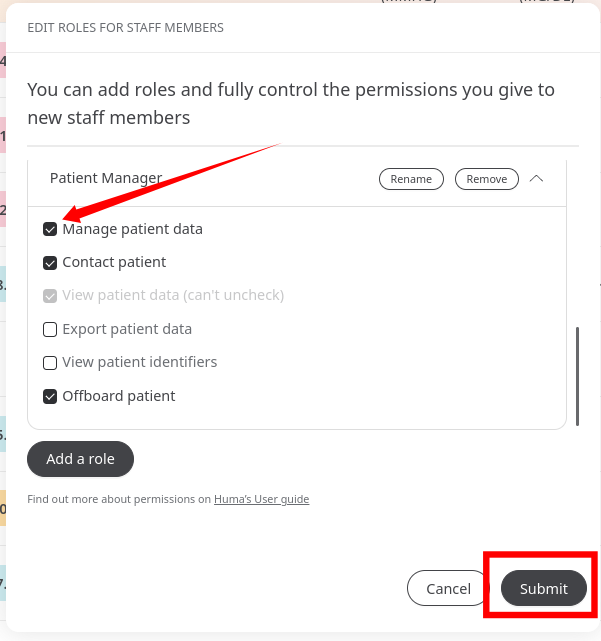 EDIT ROLES FOR STAFF MEMBERS
You can add roles and fully control the permissions you give to
new staff members
Patient Manager
Rename
Remove
Manage patient data
Contact patient
View patient data (can't uncheck)
Export patient data
View patient identifiers
Offboard patient
Add a role
Find out more about permissions on Huma's User guide
Cancel
Submit